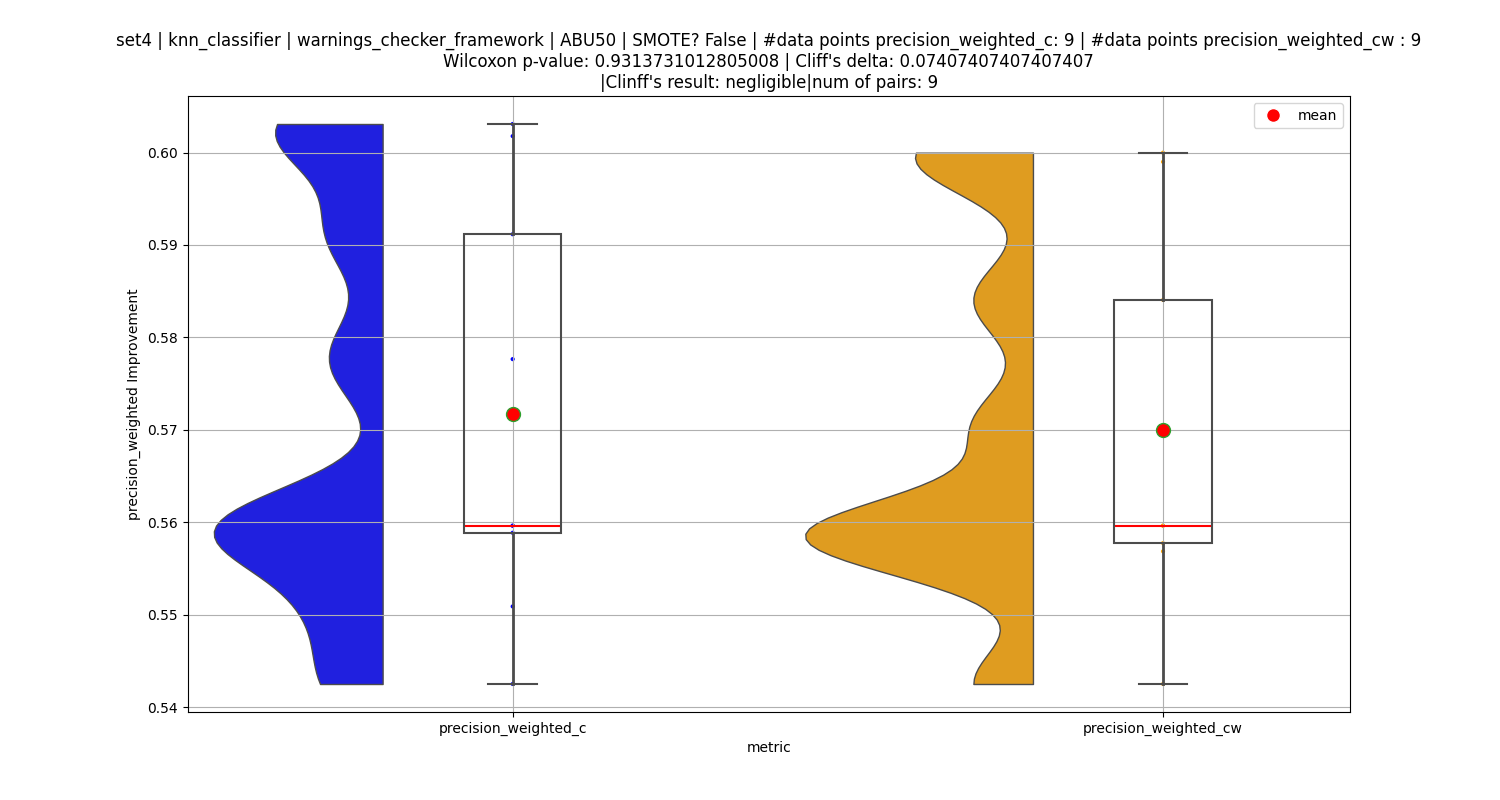 set4 | knn_classifier | warnings_checker_framework | ABU50 | SMOTE? False | #data points precision_weighted_c: 9 | #data points precision_weighted_cw : 9
Wilcoxon p-value: 0.9313731012805008 | Cliff's delta: 0.07407407407407407
|Clinff's result: negligible|num of pairs: 9
mean
0.60
0.59
0.58
0.57
0.56
0.55
0.54
precision_weighted Improvement
precision_weighted_c
precision_weighted_cw
metric